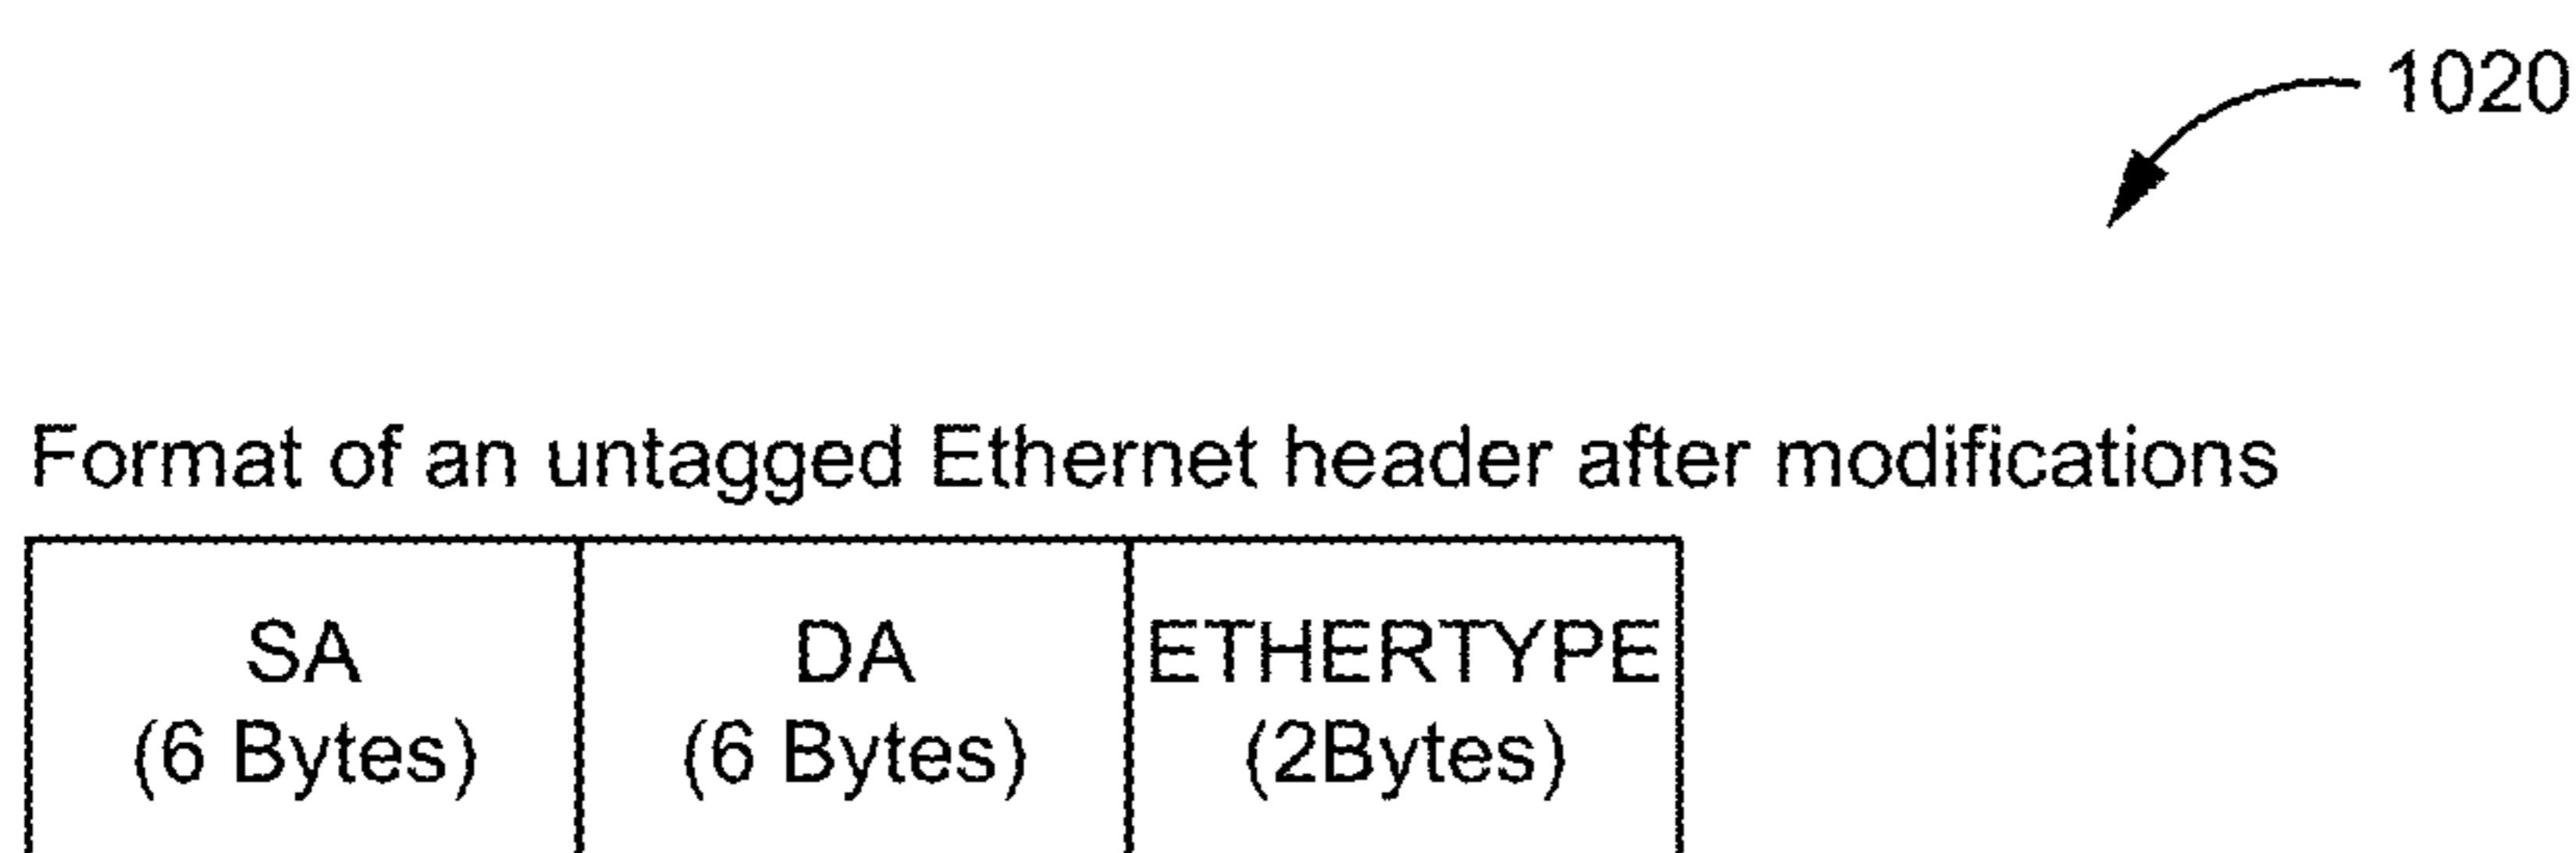 1020
Format of an untagged Ethernet header after modifications
SA DA ETHERTYPE
(6 Bytes) (6 Bytes) (2Bytes)